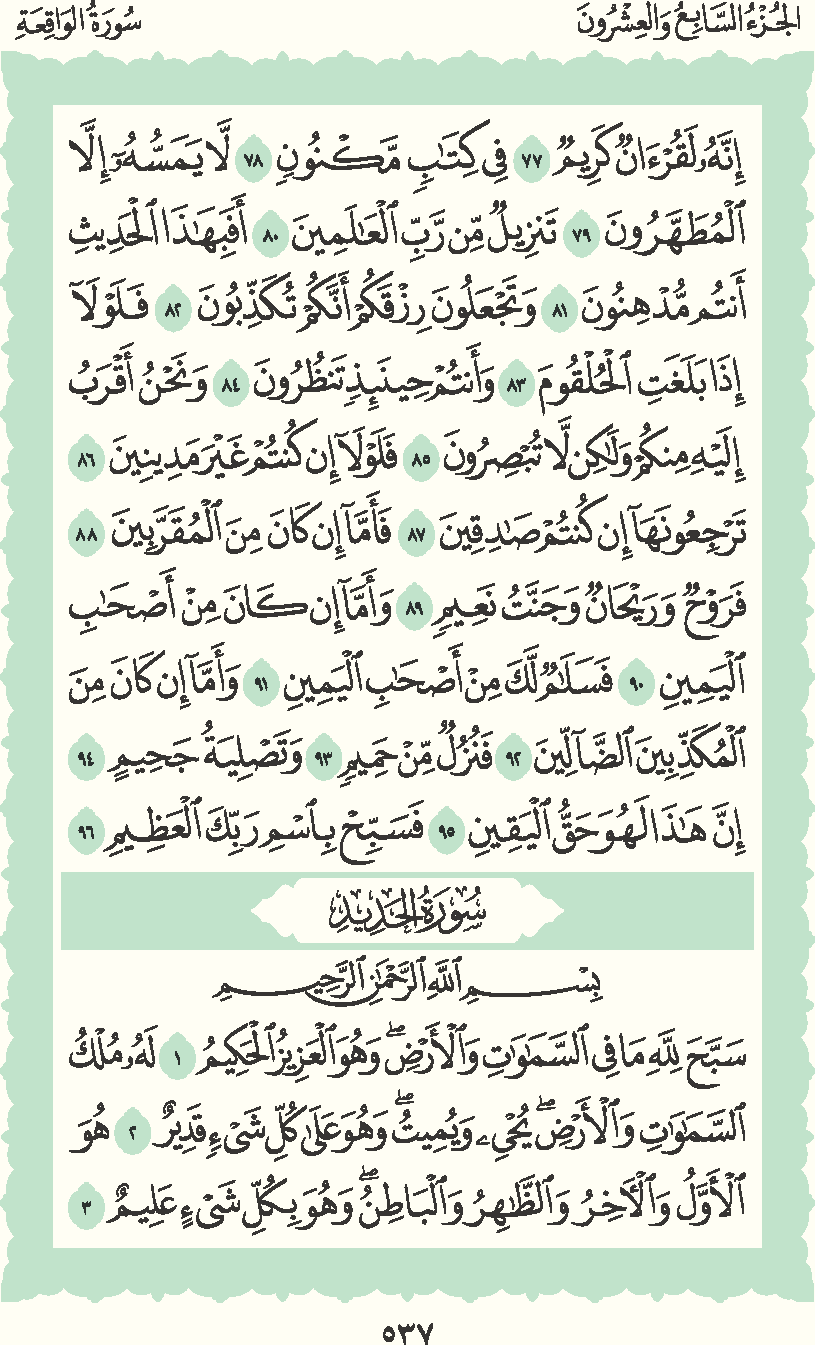 الجُزْءُ السَّابِعُ وَالعِشْرُونَ
سُورَةُ الوَاقِعَةِ
إِنَّهُۥ لَقُرْءَانٌ كَرِيمٌ ٧٧ فِي كِتَٰبٍ مَّكْنُونٍ ٧٨ لَّا يَمَسُّهُۥٓ إِلَّا
ٱلْمُطَهَّرُونَ ٧٩ تَنزِيلٌ مِّن رَّبِّ ٱلْعَٰلَمِينَ ٨٠ أَفَبِهَٰذَا ٱلْحَدِيثِ
أَنتُم مُّدْهِنُونَ ٨١ وَتَجْعَلُونَ رِزْقَكُمْ أَنَّكُمْ تُكَذِّبُونَ ٨٢ فَلَوْلَآ
إِذَا بَلَغَتِ ٱلْحُلْقُومَ ٨٣ وَأَنتُمْ حِينَئِذٍ تَنظُرُونَ ٨٤ وَنَحْنُ أَقْرَبُ
إِلَيْهِ مِنكُمْ وَلَٰكِن لَّا تُبْصِرُونَ ٨٥ فَلَوْلَآ إِن كُنتُمْ غَيْرَ مَدِينِينَ ٨٦
تَرْجِعُونَهَآ إِن كُنتُمْ صَٰدِقِينَ ٨٧ فَأَمَّآ إِن كَانَ مِنَ ٱلْمُقَرَّبِينَ ٨٨
فَرَوْحٌ وَرَيْحَانٌ وَجَنَّتُ نَعِيمٍ ٨٩ وَأَمَّآ إِن كَانَ مِنْ أَصْحَٰبِ
ٱلْيَمِينِ ٩٠ فَسَلَٰمٌ لَّكَ مِنْ أَصْحَٰبِ ٱلْيَمِينِ ٩١ وَأَمَّآ إِن كَانَ مِنَ
ٱلْمُكَذِّبِينَ ٱلضَّآلِّينَ ٩٢ فَنُزُلٌ مِّنْ حَمِيمٍ ٩٣ وَتَصْلِيَةُ جَحِيمٍ ٩٤
إِنَّ هَٰذَا لَهُوَ حَقُّ ٱلْيَقِينِ ٩٥ فَسَبِّحْ بِٱسْمِ رَبِّكَ ٱلْعَظِيمِ ٩٦
سُورَةُ الحَدِيدِ
بِسْمِ ٱللَّهِ ٱلرَّحْمَٰنِ ٱلرَّحِيمِ
سَبَّحَ لِلَّهِ مَا فِي ٱلسَّمَٰوَٰتِ وَٱلْأَرْضِۖ وَهُوَ ٱلْعَزِيزُ ٱلْحَكِيمُ ١ لَهُۥ مُلْكُ
ٱلسَّمَٰوَٰتِ وَٱلْأَرْضِۖ يُحْيِۦ وَيُمِيتُۖ وَهُوَ عَلَىٰ كُلِّ شَيْءٍ قَدِيرٌ ٢ هُوَ
ٱلْأَوَّلُ وَٱلْأٓخِرُ وَٱلظَّٰهِرُ وَٱلْبَاطِنُۖ وَهُوَ بِكُلِّ شَيْءٍ عَلِيمٌ ٣
٥٣٧